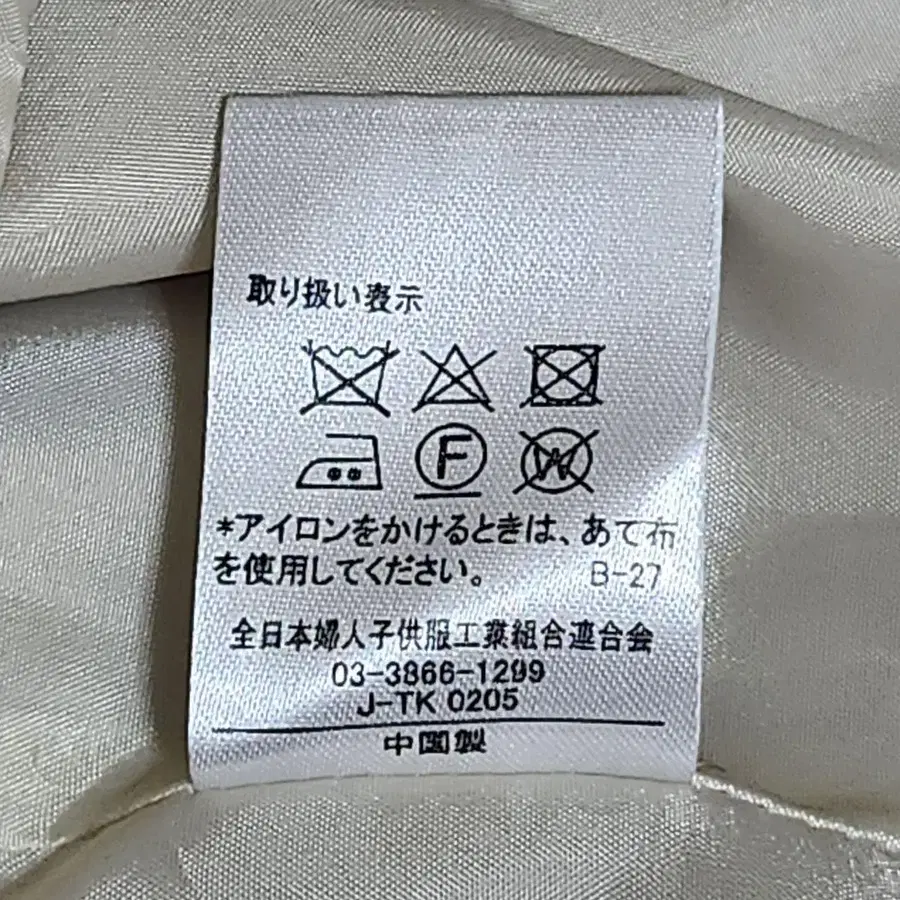 取り扱い表示
F W
*アイロンをかけるときは、あて布
を使用してください。 B-27
全日本婦人子供服工業組合連合会
03-3866-1299
J-TK 0205
中国製